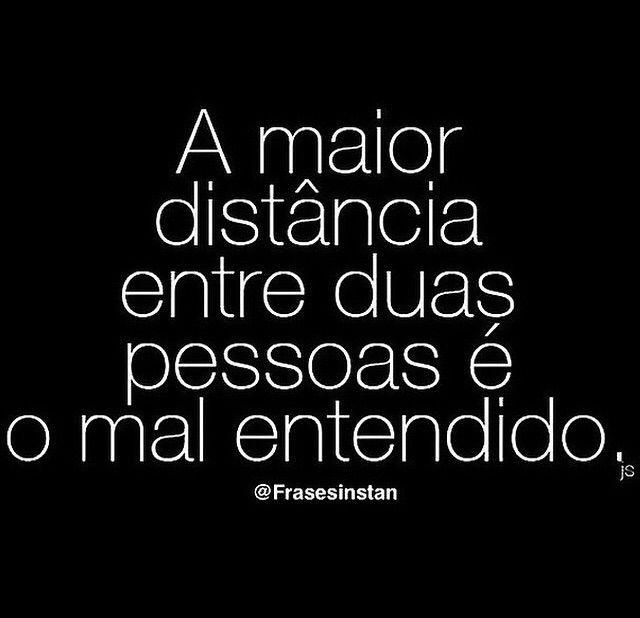 A maior
distância
entre duas
pessoas é
o mal entendido.
js
@Frasesinstan